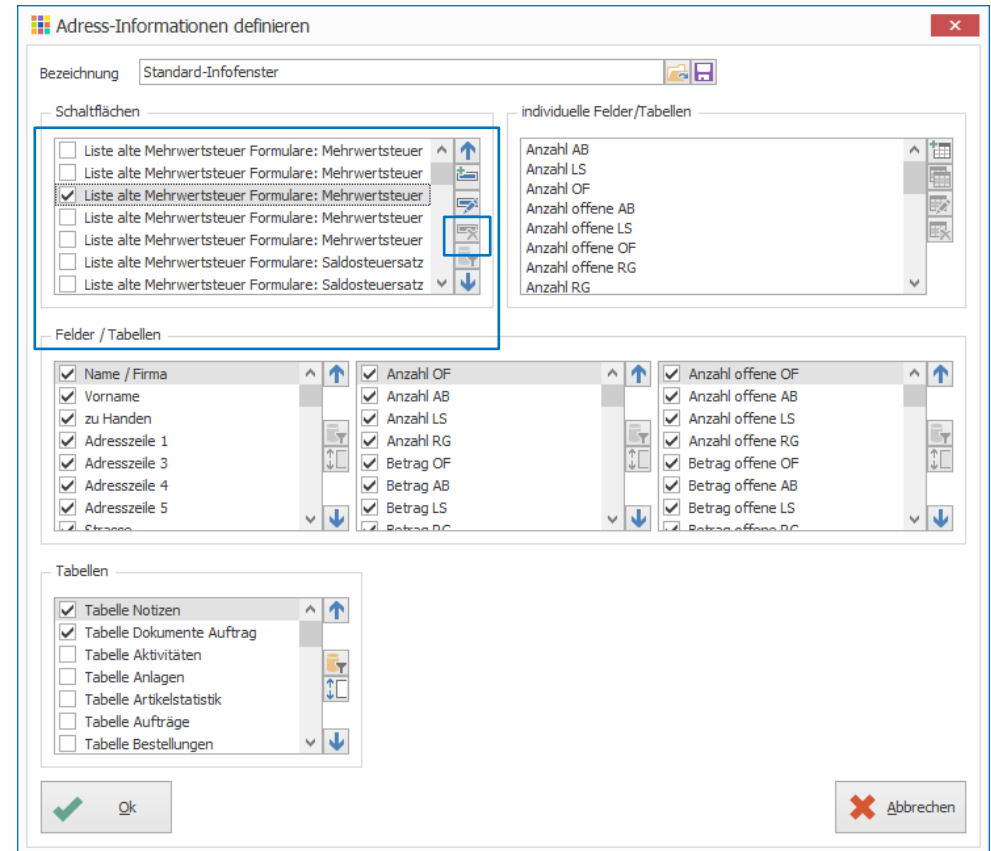 Adress-Informationen definieren
Bezeichnung Standard-Infofenster
Schaltflächen
Liste alte Mehrwertsteuer Formulare: Mehrwertsteuer
Liste alte Mehrwertsteuer Formulare: Mehrwertsteuer
Liste alte Mehrwertsteuer Formulare: Mehrwertsteuer
Liste alte Mehrwertsteuer Formulare: Mehrwertsteuer
Liste alte Mehrwertsteuer Formulare: Mehrwertsteuer
Liste alte Mehrwertsteuer Formulare: Saldosteuersatz
Liste alte Mehrwertsteuer Formulare: Saldosteuersatz
individuelle Felder/Tabellen
Anzahl AB
Anzahl LS
Anzahl OF
Anzahl offene AB
Anzahl offene LS
Anzahl offene OF
Anzahl offene RG
Anzahl RG
Felder / Tabellen
Name / Firma
Vorname
zu Handen
Adresszeile 1
Adresszeile 3
Adresszeile 4
Adresszeile 5
Strasse
Anzahl OF
Anzahl AB
Anzahl LS
Anzahl RG
Betrag OF
Betrag AB
Betrag LS
Betrag RG
Anzahl offene OF
Anzahl offene AB
Anzahl offene LS
Anzahl offene RG
Betrag offene OF
Betrag offene AB
Betrag offene LS
Betrag offene RG
Tabellen
Tabelle Notizen
Tabelle Dokumente Auftrag
Tabelle Aktivitäten
Tabelle Anlagen
Tabelle Artikelstatistik
Tabelle Aufträge
Tabelle Bestellungen
Ok
Abbrechen